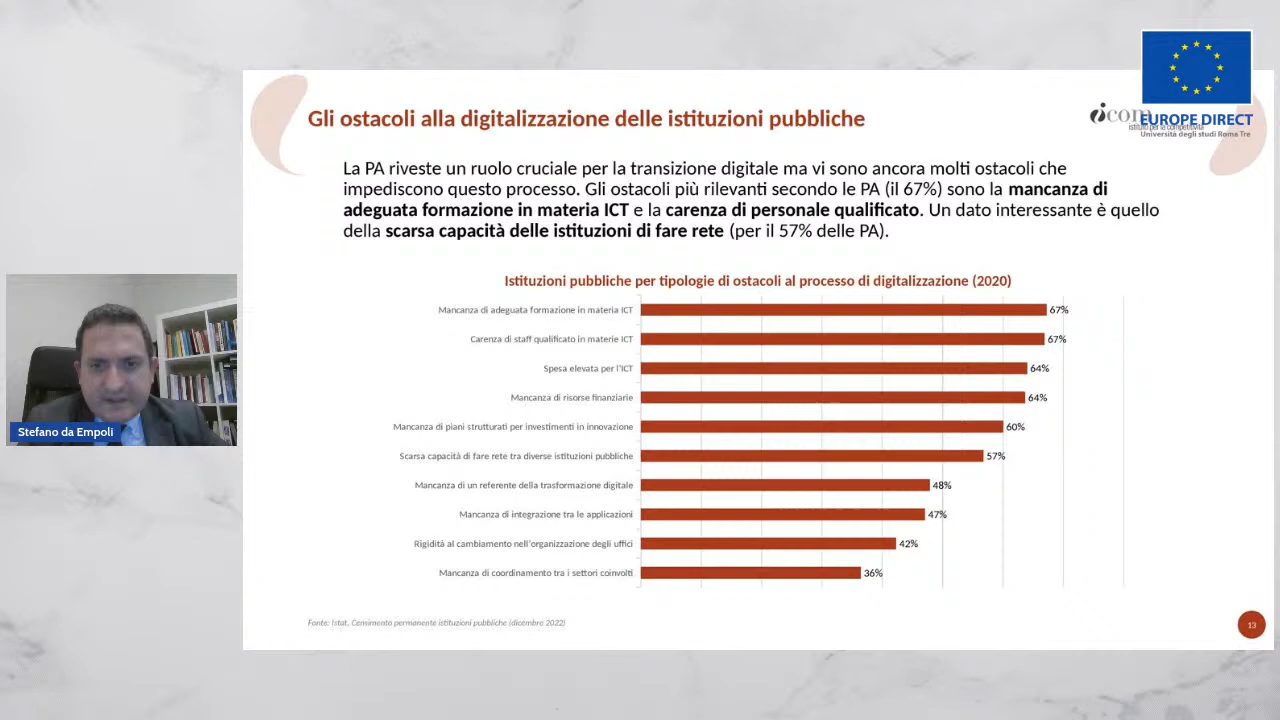 Gli ostacoli alla digitalizzazione delle istituzioni pubbliche
icom
istituto per la competitività
EUROPE DIRECT
Università degli studi Roma Tre
La PA riveste un ruolo cruciale per la transizione digitale ma vi sono ancora molti ostacoli che
impediscono questo processo. Gli ostacoli più rilevanti secondo le PA (il 67%) sono la mancanza di
adeguata formazione in materia ICT e la carenza di personale qualificato. Un dato interessante è quello
della scarsa capacità delle istituzioni di fare rete (per il 57% delle PA).
Istituzioni pubbliche per tipologie di ostacoli al processo di digitalizzazione (2020)
Mancanza di adeguata formazione in materia ICT 67%
Carenza di staff qualificato in materie ICT 67%
Spesa elevata per l'ICT 64%
Mancanza di risorse finanziarie 64%
Mancanza di piani strutturati per investimenti in innovazione 60%
Scarsa capacità di fare rete tra diverse istituzioni pubbliche 57%
Mancanza di un referente della trasformazione digitale 48%
Mancanza di integrazione tra le applicazioni 47%
Rigidità al cambiamento nell'organizzazione degli uffici 42%
Mancanza di coordinamento tra i settori coinvolti 36%
Fonte: Istat, Censimento permanente istituzioni pubbliche (dicembre 2022)
13
Stefano da Empoli